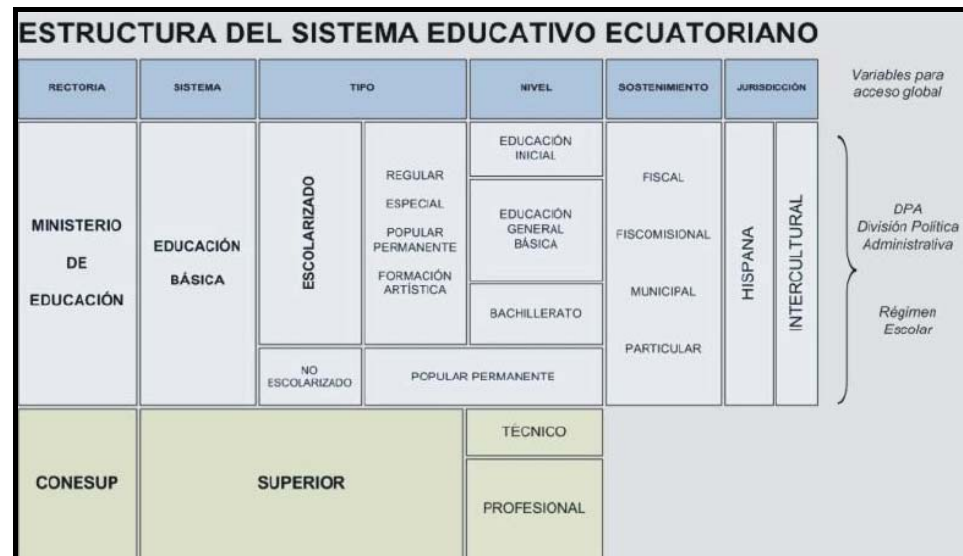 ESTRUCTURA DEL SISTEMA EDUCATIVO ECUATORIANO
RECTORIA
SISTEMA
TIPO
NIVEL
SOSTENIMIENTO
JURISDICCIÓN
Variables para
acceso global
MINISTERIO
DE
EDUCACIÓN
EDUCACIÓN
BÁSICA
ESCOLARIZADO
REGULAR
ESPECIAL
POPULAR
PERMANENTE
FORMACIÓN
ARTÍSTICA
EDUCACIÓN
INICIAL
EDUCACIÓN
GENERAL
BÁSICA
BACHILLERATO
NO
ESCOLARIZADO
POPULAR PERMANENTE
FISCAL
FISCOMISIONAL
MUNICIPAL
PARTICULAR
HISPANA
INTERCULTURAL
DPA
División Política
Administrativa
Régimen
Escolar
CONESUP
SUPERIOR
TÉCNICO
PROFESIONAL